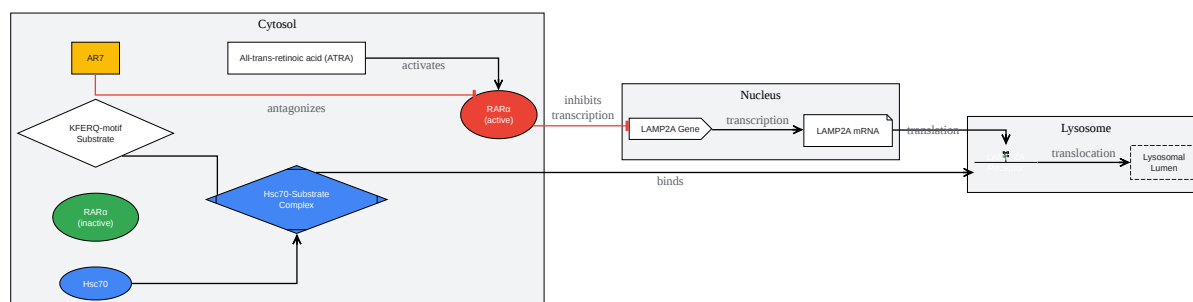 Cytosol
AR7
All-trans-retinoic acid (ATRA)
activates
antagonizes
RARα
(active)
KFERQ-motif
Substrate
Hsc70-Substrate
Complex
RARα
(inactive)
Hsc70
binds
inhibits
transcription
Nucleus
LAMP2A Gene
transcription
LAMP2A mRNA
translation
Lysosome
translocation
Lysosomal
Lumen